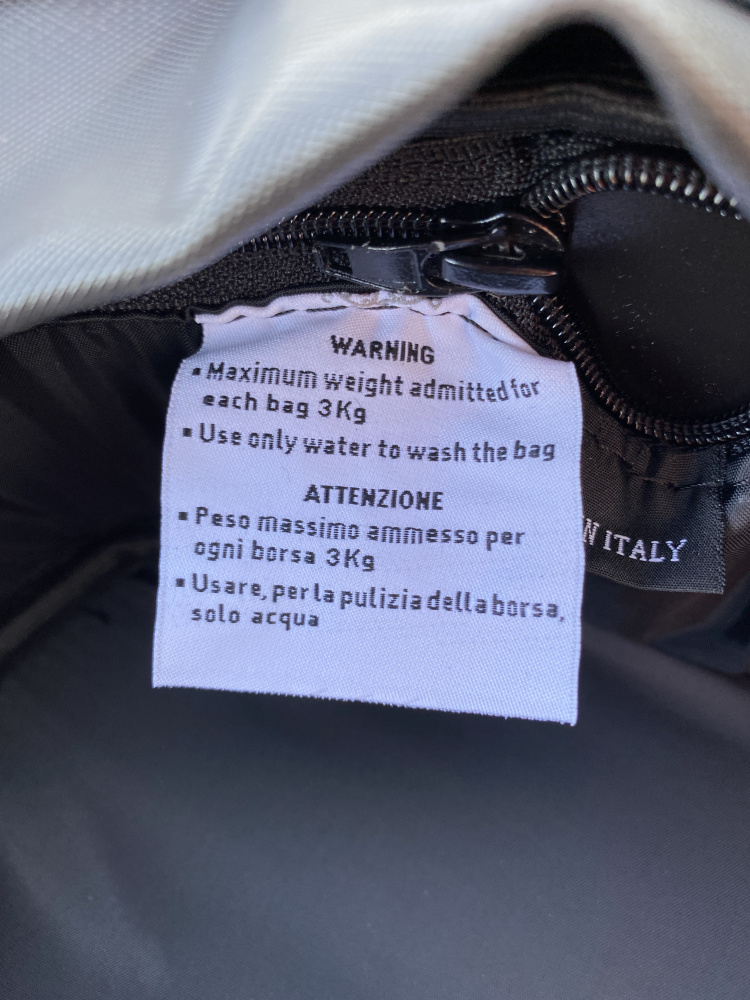 WARNING
▪ Maximum weight admitted for
each bag 3Kg
▪ Use only water to wash the bag
ATTENZIONE
▪ Peso massimo ammesso per
ogni borsa 3Kg
▪ Usare, per la pulizia della borsa,
solo acqua
N ITALY